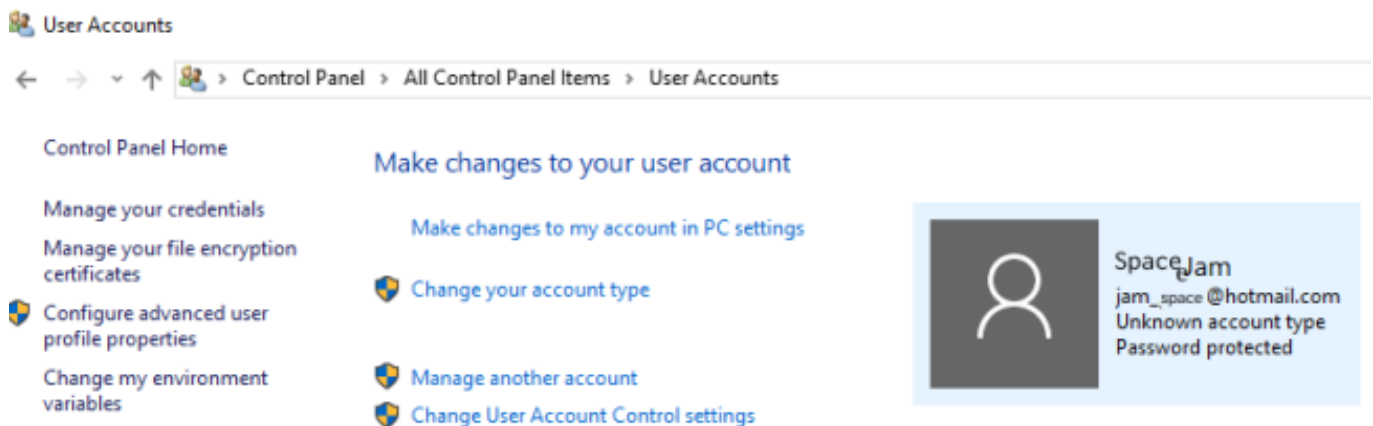 User Accounts
Control Panel > All Control Panel Items > User Accounts
Control Panel Home
Manage your credentials
Manage your file encryption
certificates
Configure advanced user
profile properties
Change my environment
variables
Make changes to your user account
Make changes to my account in PC settings
Change your account type
Manage another account
Change User Account Control settings
Space Jam
jam_space@hotmail.com
Unknown account type
Password protected